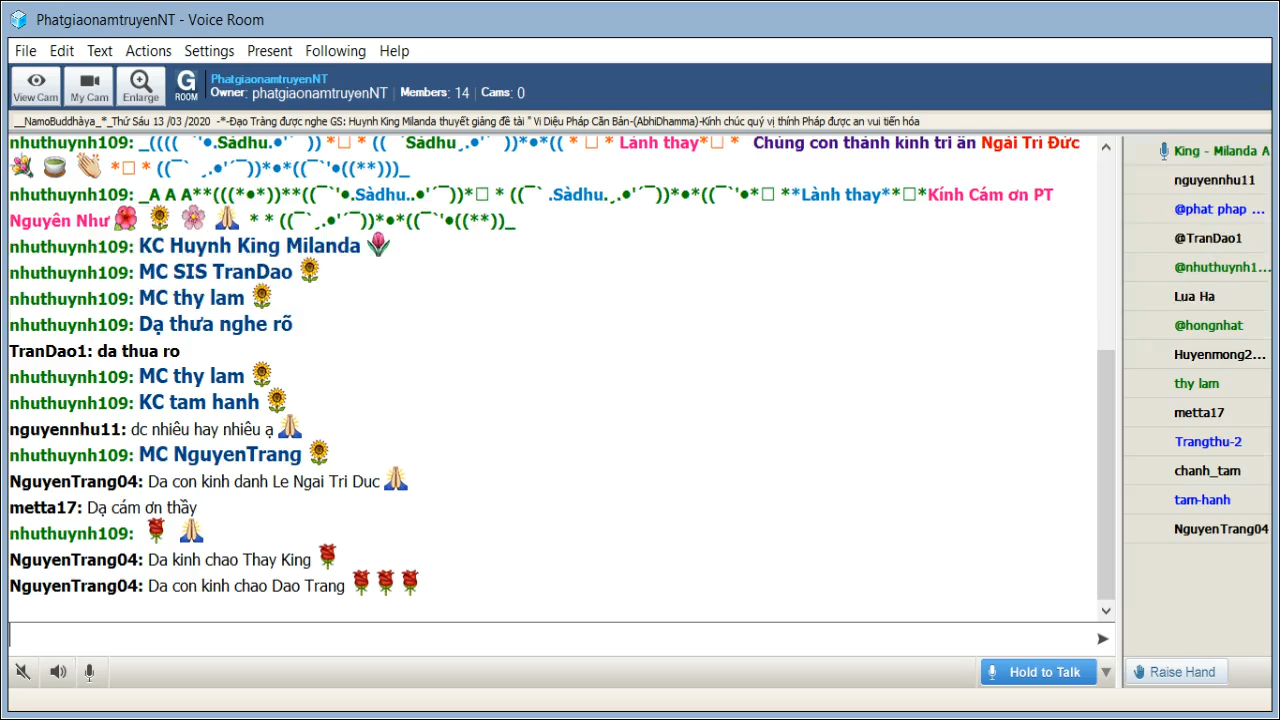 PhatgiaonamtruyenNT - Voice Room
File Edit Text Actions Settings Present Following Help
View Cam My Cam Enlarge G ROOM
PhatgiaonamtruyenNT
Owner: phatgiaonamtruyenNT | Members: 14 | Cams: 0
__NamoBuddhàya_*_Thứ Sáu 13 /03 /2020 -*-Đạo Tràng được nghe GS: Huynh King Milanda thuyết giảng đề tài " Vi Diệu Pháp Căn Bản-(AbhiDhamma)-Kính chúc quý vị thính Pháp được an vui tiến hóa
nhuthuynh109: _((((( ¨`'•.Sàdhu.•'´¨ )) *□ * (( ¨`Sàdhu¸.•'´¨ ))*•*(( * □ * Lành thay*□ * Chúng con thành kính tri ân Ngài Trí Đức
*□ * ((¯`¸.•'´¯))*•*((¯`'•((**)))_
nhuthuynh109: _A A A**(((*•*))**((¯`'•.Sàdhu..•'´¯))*□ * ((¯` .Sàdhu.¸.•'´¯))*•*((¯`'•*□ **Lành thay**□*Kính Cám ơn PT
Nguyên Như * * ((¯`¸.•'´¯))*•*((¯`'•((**))_
nhuthuynh109: KC Huynh King Milanda
nhuthuynh109: MC SIS TranDao
nhuthuynh109: MC thy lam
nhuthuynh109: Dạ thưa nghe rõ
TranDao1: da thua ro
nhuthuynh109: MC thy lam
nhuthuynh109: KC tam hanh
nguyennhu11: dc nhiêu hay nhiêu ạ
nhuthuynh109: MC NguyenTrang
NguyenTrang04: Da con kinh danh Le Ngai Tri Duc
metta17: Dạ cám ơn thầy
nhuthuynh109:
NguyenTrang04: Da kinh chao Thay King
NguyenTrang04: Da con kinh chao Dao Trang
King - Milanda A
nguyennhu11
@phat phap ...
@TranDao1
@nhuthuynh1...
Lua Ha
@hongnhat
Huyenmong2...
thy lam
metta17
Trangthu-2
chanh_tam
tam-hanh
NguyenTrang04
Hold to Talk
Raise Hand